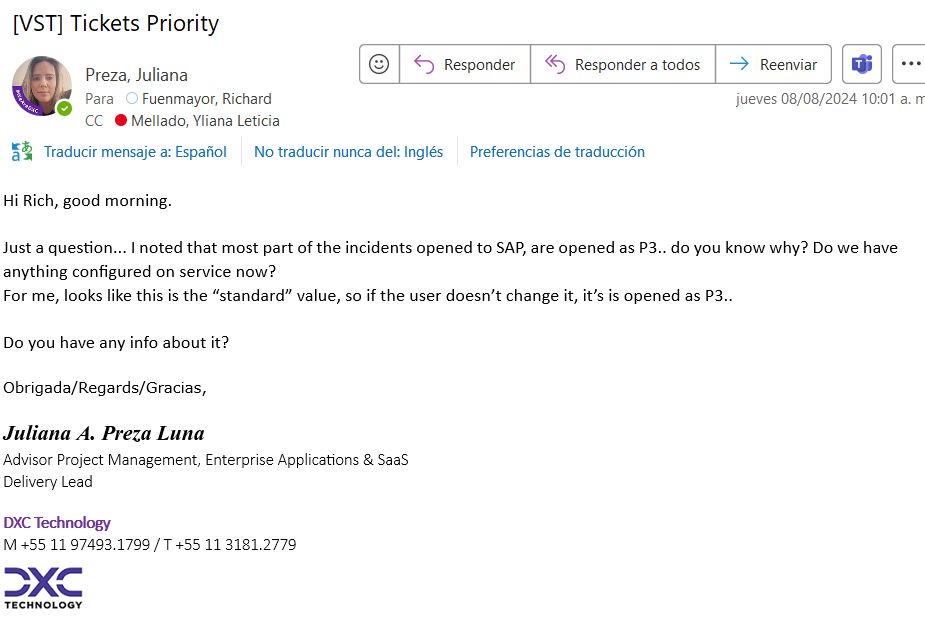 [VST] Tickets Priority
Preza, Juliana
Para Fuenmayor, Richard
CC Mellado, Yliana Leticia
Responder
Responder a todos
Reenviar
jueves 08/08/2024 10:01 a. m
Traducir mensaje a: Español
No traducir nunca del: Inglés
Preferencias de traducción
Hi Rich, good morning.
Just a question... I noted that most part of the incidents opened to SAP, are opened as P3.. do you know why? Do we have
anything configured on service now?
For me, looks like this is the “standard” value, so if the user doesn’t change it, it’s is opened as P3..
Do you have any info about it?
Obrigada/Regards/Gracias,
Juliana A. Preza Luna
Advisor Project Management, Enterprise Applications & SaaS
Delivery Lead
DXC Technology
M +55 11 97493.1799 / T +55 11 3181.2779
DXC
TECHNOLOGY